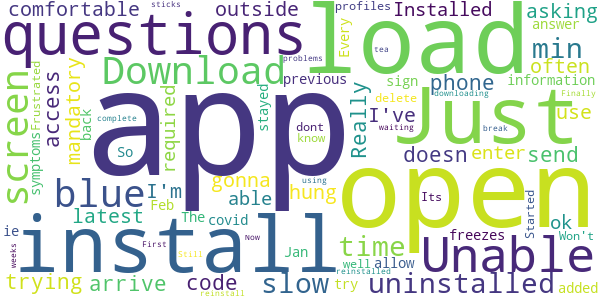 comfortable outside profiles Installed asking
sticks
questions load min answer
Download problems Every tea often information
screen Frustrated symptoms access mandatory back required app stayed previous dont know Really phone sign I've delete waiting Just downloading Finally use break
complete So using doesn enter send
blue I'm gonna able hung open Its freezes Started ok Won't
latest Feb The covid
ie install time well allow Unable
weeks First Still Now Jan reinstalled
trying arrive code slow try uninstalled added
reinstall